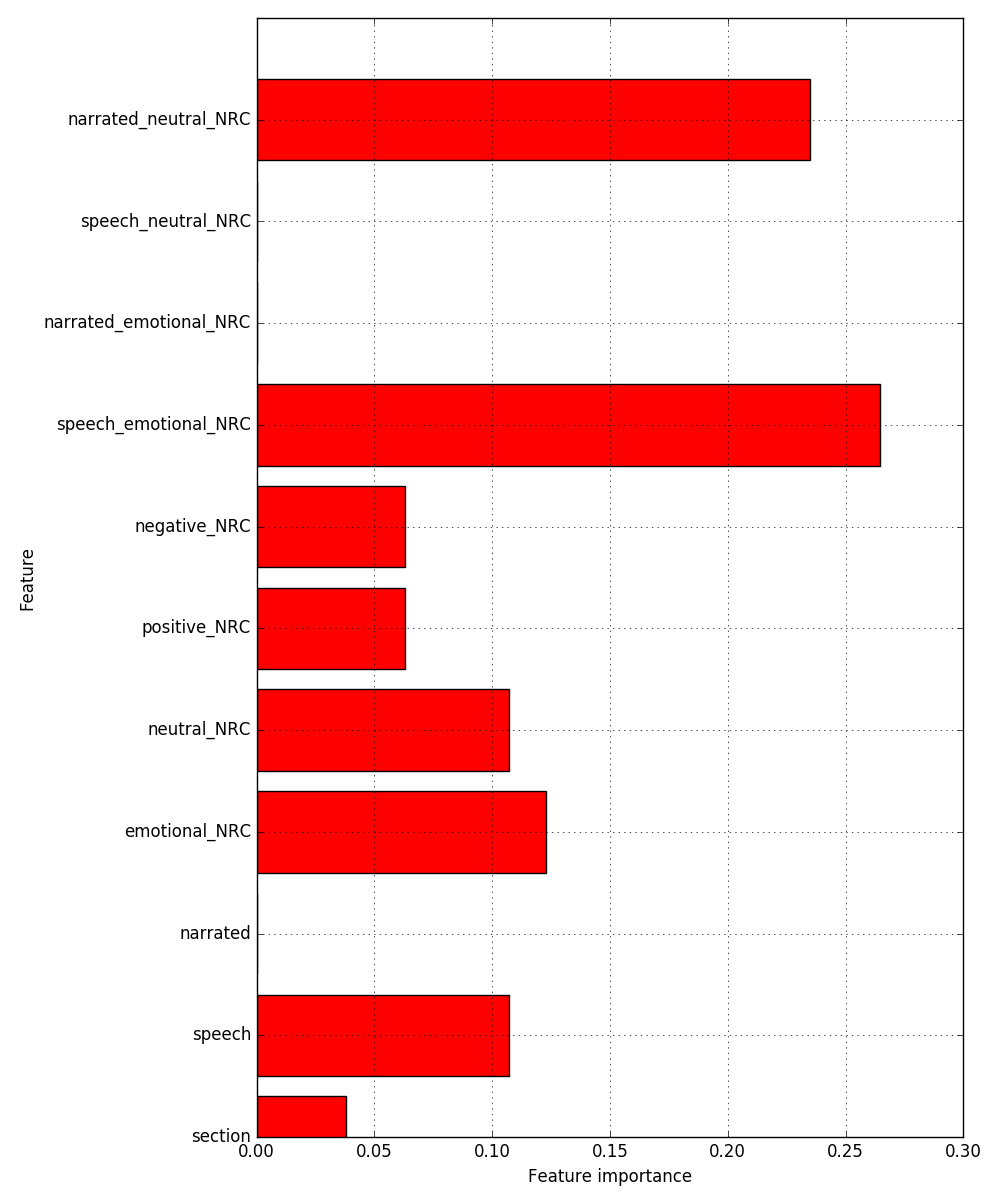 narrated_neutral_NRC
speech_neutral_NRC
narrated_emotional_NRC
speech_emotional_NRC
negative_NRC
positive_NRC
neutral_NRC
emotional_NRC
narrated
speech
section
Feature
0.00 0.05 0.10 0.15 0.20 0.25 0.30
Feature importance